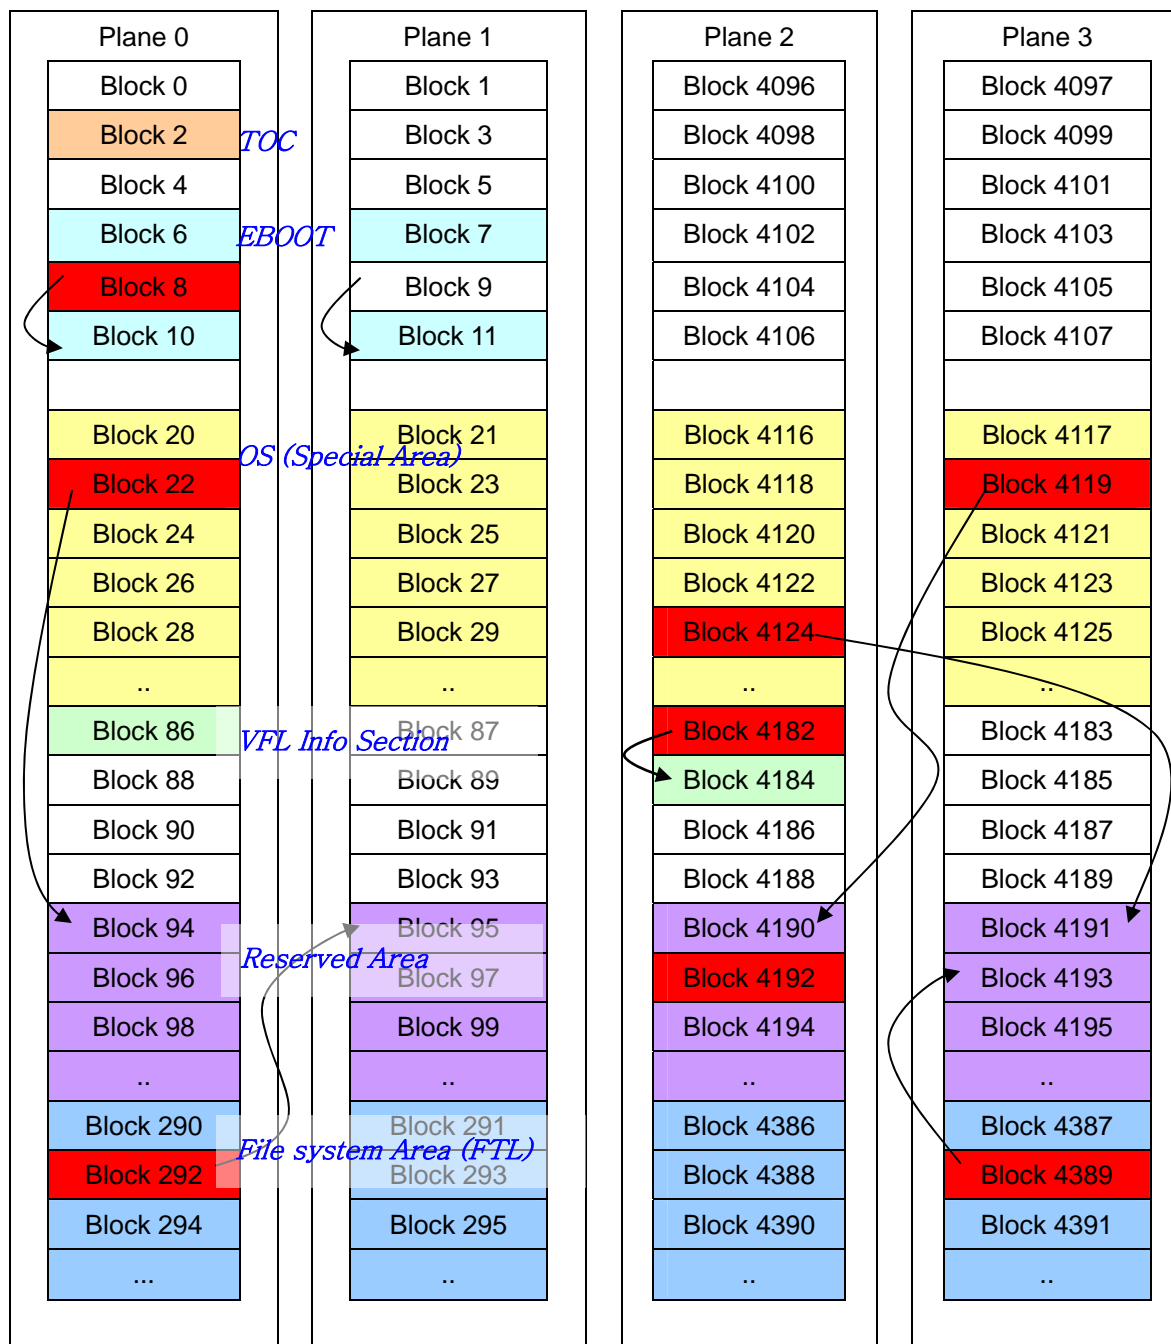 Plane 0 Plane 1 Plane 2 Plane 3
Block 0 Block 1 Block 4096 Block 4097
Block 2 TOC Block 3 Block 4098 Block 4099
Block 4 Block 5 Block 4100 Block 4101
Block 6 EBOOT Block 7 Block 4102 Block 4103
Block 8 Block 9 Block 4104 Block 4105
Block 10 Block 11 Block 4106 Block 4107
Block 20 Block 21 Block 4116 Block 4117
OS (Special Area)
Block 22 Block 23 Block 4118 Block 4119
Block 24 Block 25 Block 4120 Block 4121
Block 26 Block 27 Block 4122 Block 4123
Block 28 Block 29 Block 4124 Block 4125
.. .. .. ..
Block 86 Block 87 Block 4182 Block 4183
VFL Info Section
Block 88 Block 89 Block 4184 Block 4185
Block 90 Block 91 Block 4186 Block 4187
Block 92 Block 93 Block 4188 Block 4189
Block 94 Block 95 Block 4190 Block 4191
Reserved Area
Block 96 Block 97 Block 4192 Block 4193
Block 98 Block 99 Block 4194 Block 4195
.. .. .. ..
Block 290 Block 291 Block 4386 Block 4387
File system Area (FTL)
Block 292 Block 293 Block 4388 Block 4389
Block 294 Block 295 Block 4390 Block 4391
... .. .. ..